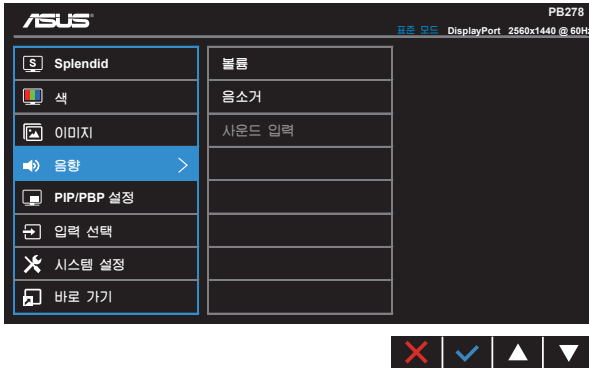 ASUS
PB278
표준 모드 DisplayPort 2560x1440 @ 60Hz
S Splendid
색
이미지
음향
PIP/PBP 설정
입력 선택
시스템 설정
바로 가기
볼륨
음소거
사운드 입력